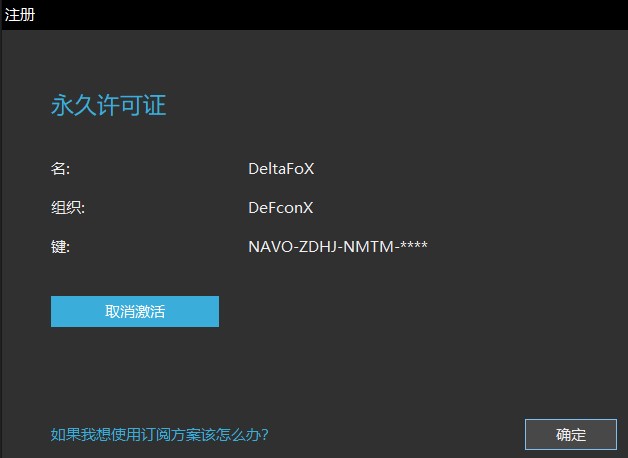 注册
永久许可证
名: DeltaFoX
组织: DeFconX
键: NAVO-ZDHJ-NMTM-****
取消激活
如果我想使用订阅方案该怎么办?
确定